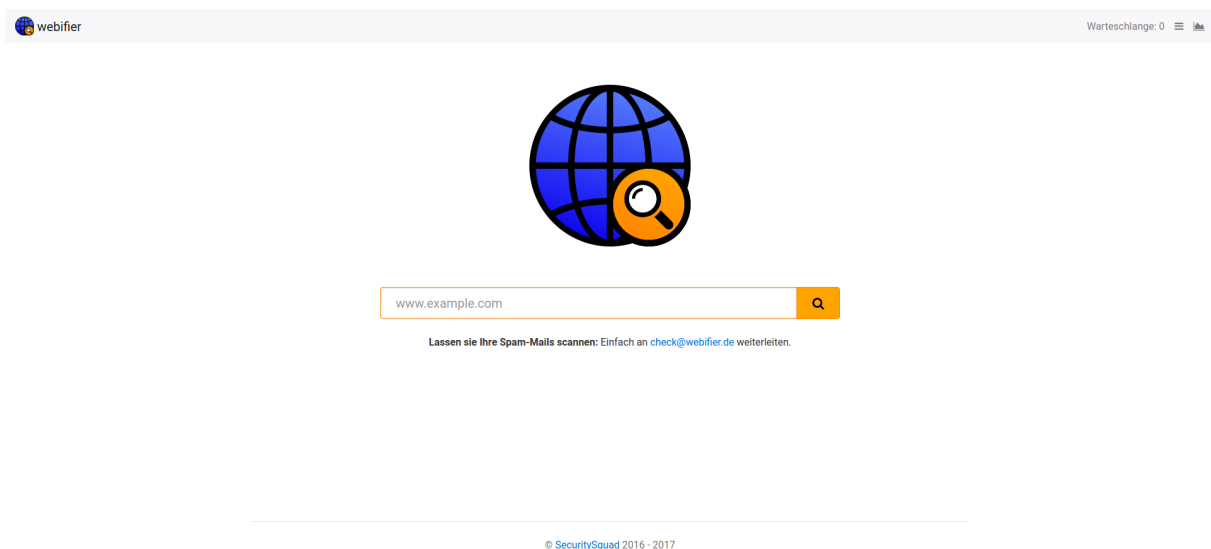 webifier
Warteschlange: 0
www.example.com
Lassen sie Ihre Spam-Mails scannen: Einfach an check@webifier.de weiterleiten.
© SecuritySquad 2016 - 2017